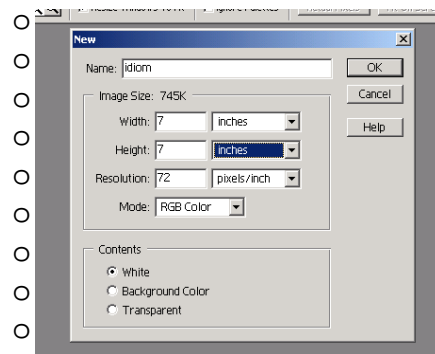 New
Name: idiom
OK
Image Size: 745K
Cancel
Width: 7 inches
Help
Height: 7 inches
Resolution: 72 pixels/inch
Mode: RGB Color
Contents
White
Background Color
Transparent